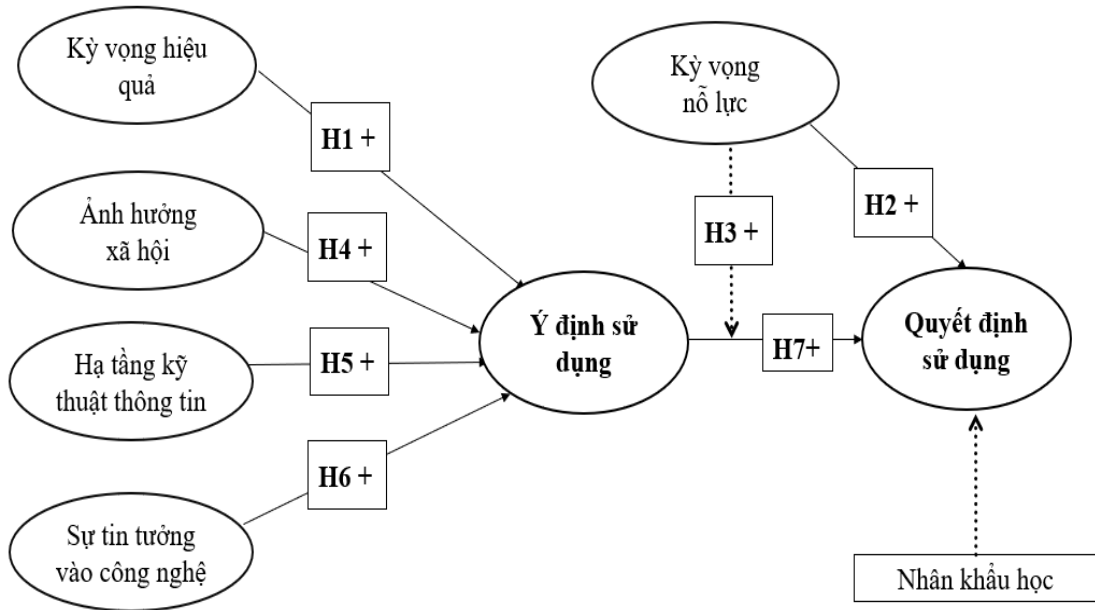 Kỳ vọng hiệu
quả
H1 +
Ảnh hưởng
xã hội
H4 +
Hạ tầng kỹ
thuật thông tin
H5 +
Sự tin tưởng
vào công nghệ
H6 +
Ý định sử
dụng
Kỳ vọng
nỗ lực
H3 +
H2 +
H7+
Quyết định
sử dụng
Nhân khẩu học